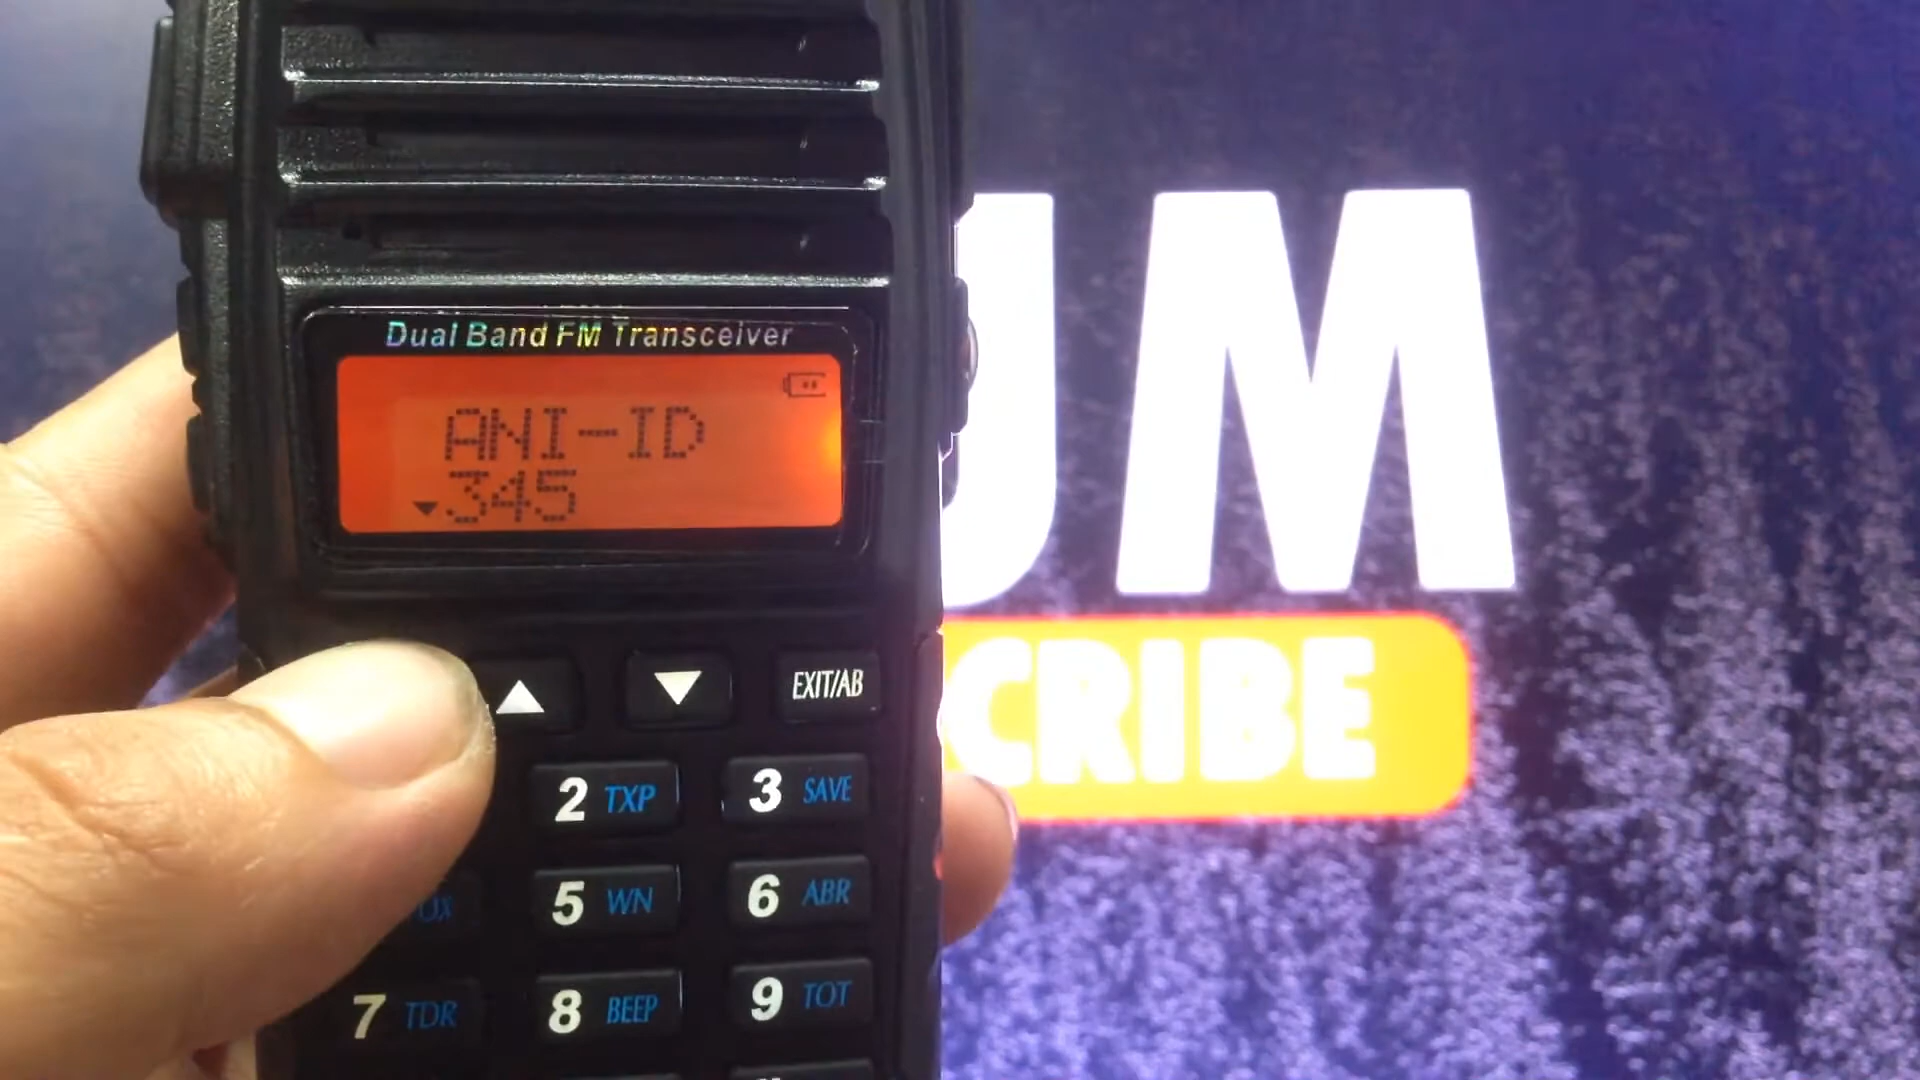 Dual Band FM Transceiver
ANI-ID
345
UM
CRIBE
EXIT/AB
2 TXP
3 SAVE
5 WN
6 ABR
7 TDR
8 BEEP
9 TOT